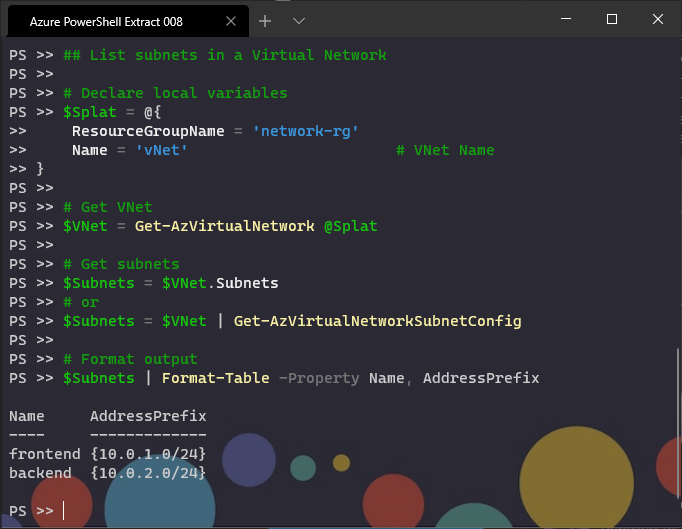 Azure PowerShell Extract 008
PS >> ## List subnets in a Virtual Network
PS >>
PS >> # Declare local variables
PS >> $Splat = @{
>>     ResourceGroupName = 'network-rg'
>>     Name = 'vNet'                       # VNet Name
>> }
PS >>
PS >> # Get VNet
PS >> $VNet = Get-AzVirtualNetwork @Splat
PS >>
PS >> # Get subnets
PS >> $Subnets = $VNet.Subnets
PS >> # or
PS >> $Subnets = $VNet | Get-AzVirtualNetworkSubnetConfig
PS >>
PS >> # Format output
PS >> $Subnets | Format-Table -Property Name, AddressPrefix
Name     AddressPrefix
----     -------------
frontend {10.0.1.0/24}
backend  {10.0.2.0/24}
PS >>